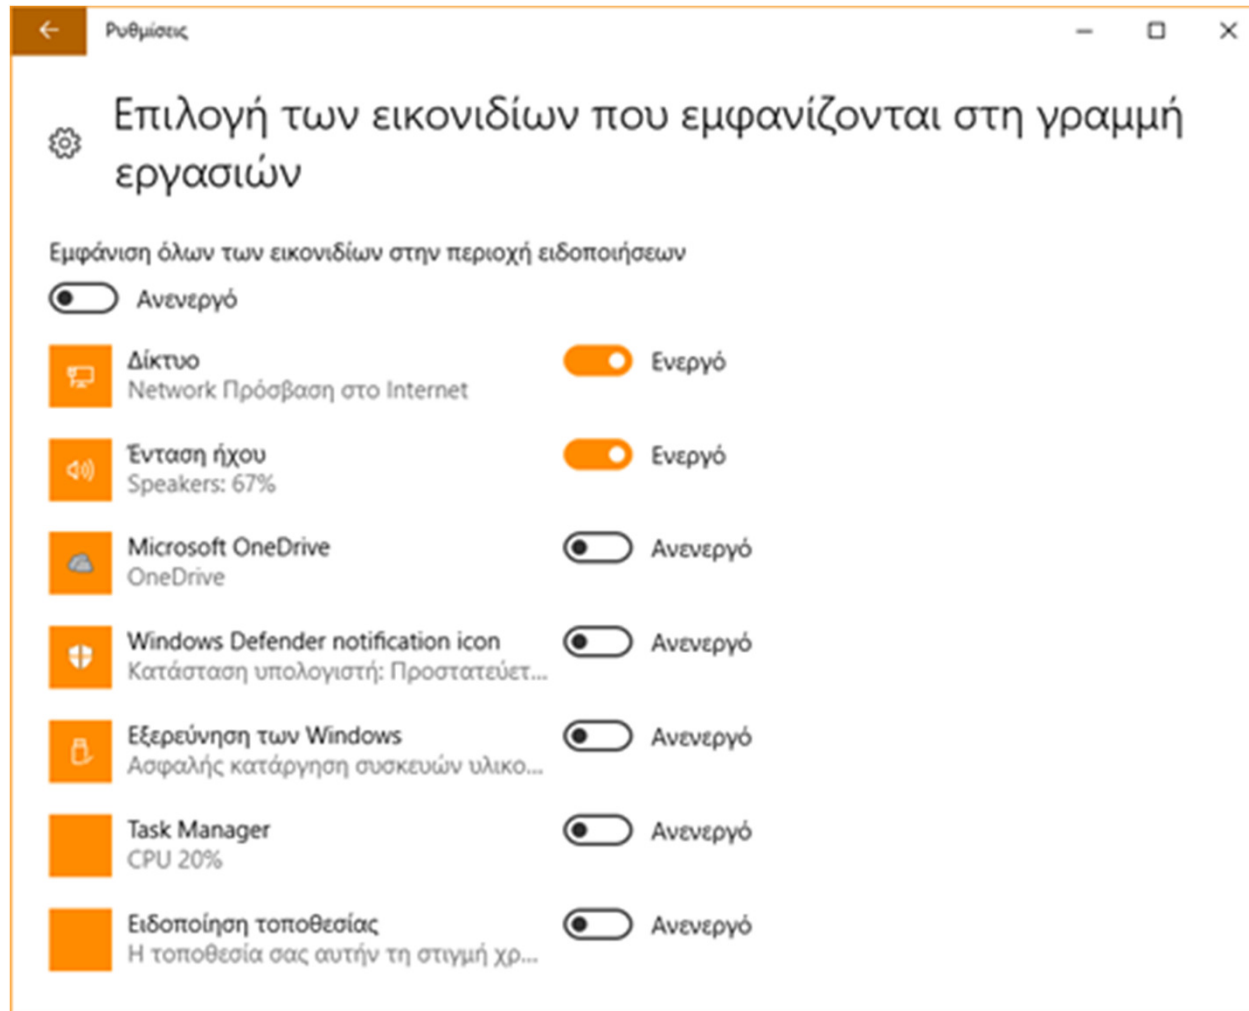 Ρυθμίσεις
Επιλογή των εικονιδίων που εμφανίζονται στη γραμμή
εργασιών
Εμφάνιση όλων των εικονιδίων στην περιοχή ειδοποιήσεων
Ανενεργό
Δίκτυο
Ενεργό
Network Πρόσβαση στο Internet
Ένταση ήχου
Ενεργό
Speakers: 67%
Microsoft OneDrive
Ανενεργό
OneDrive
Windows Defender notification icon
Ανενεργό
Κατάσταση υπολογιστή: Προστατεύετ...
Εξερεύνηση των Windows
Ανενεργό
Ασφαλής κατάργηση συσκευών υλικο...
Task Manager
Ανενεργό
CPU 20%
Ειδοποίηση τοποθεσίας
Ανενεργό
Η τοποθεσία σας αυτήν τη στιγμή χρ...